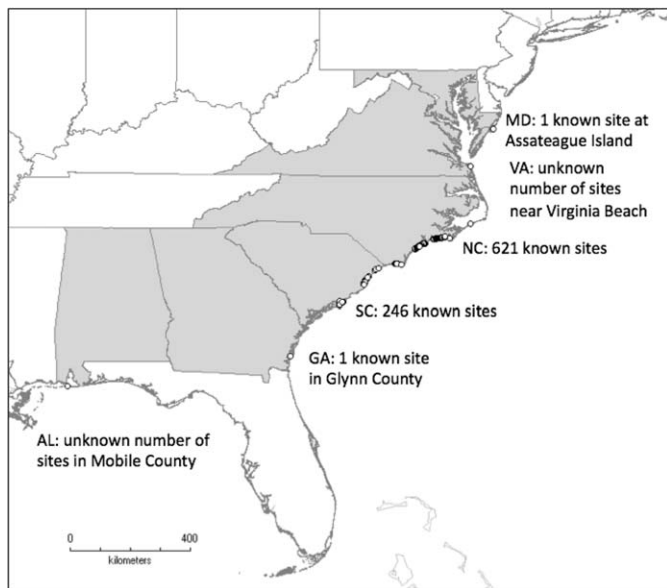 MD: 1 known site at
Assateague Island
VA: unknown
number of sites
near Virginia Beach
NC: 621 known sites
SC: 246 known sites
GA: 1 known site
in Glynn County
AL: unknown number of
sites in Mobile County
0 400
kilometers